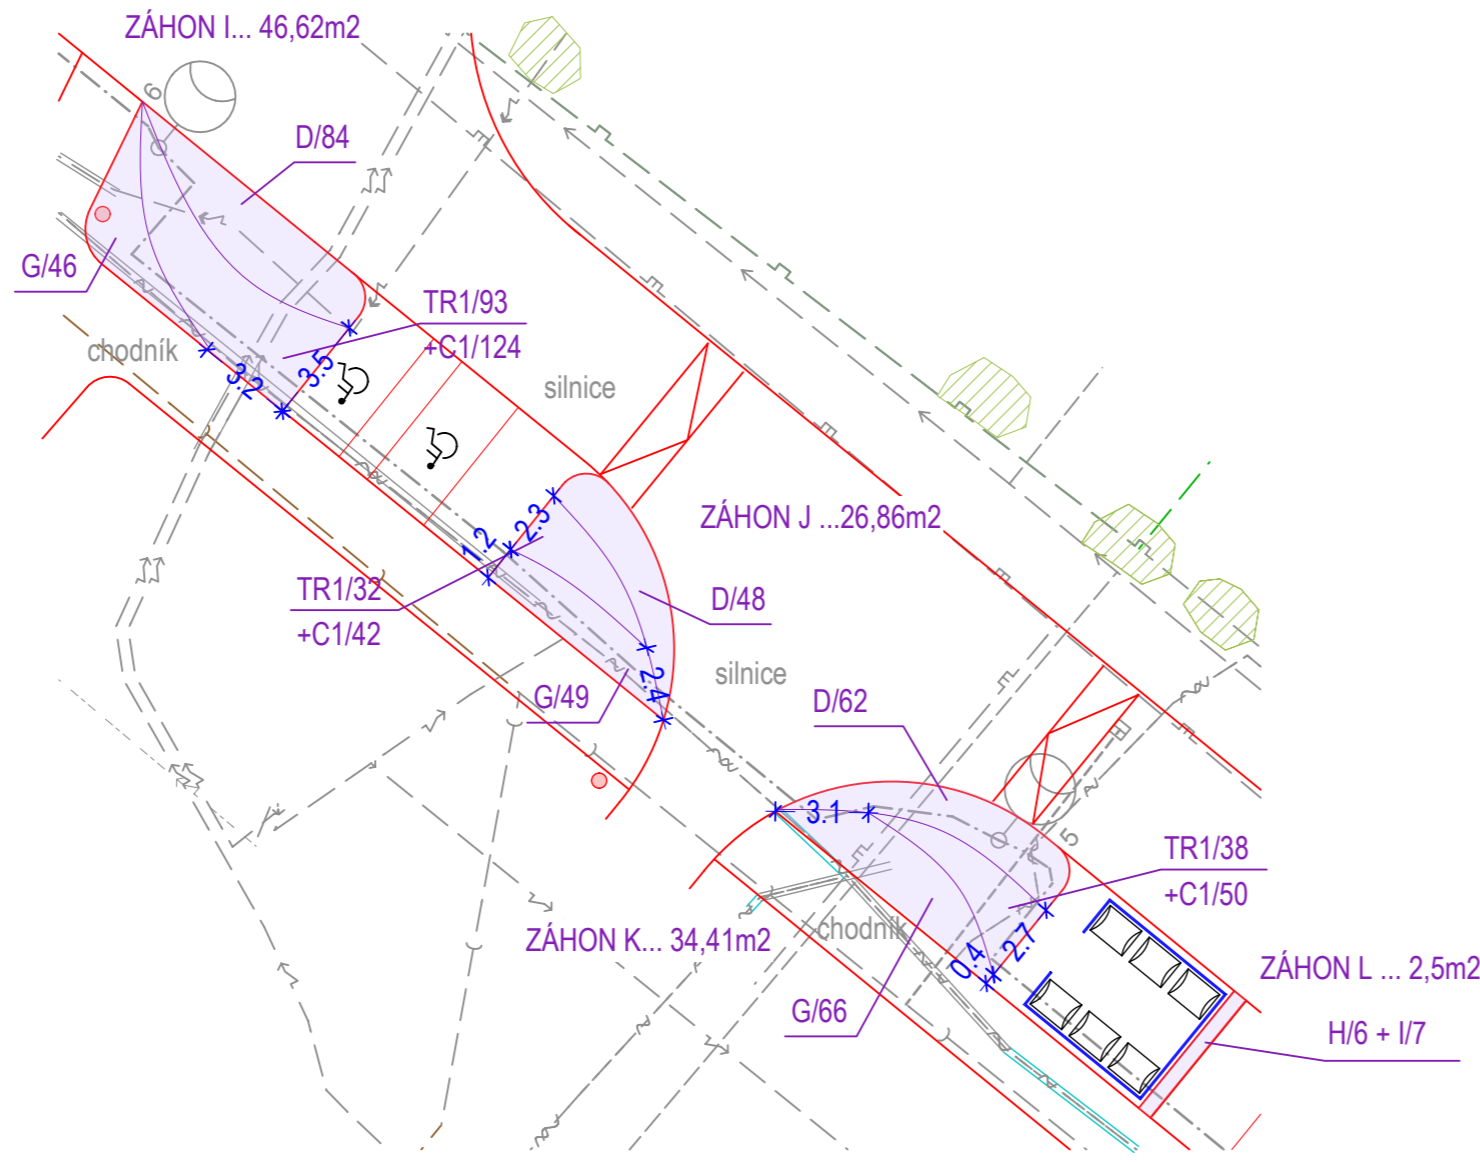 ZÁHON I... 46,62m2
6
D/84
G/46
TR1/93
+C1/124
chodník
3.2
3.5
silnice
ZÁHON J ...26,86m2
2.3
1.2
TR1/32
+C1/42
D/48
2.4
G/49
silnice
D/62
3.1
5
TR1/38
+C1/50
ZÁHON K... 34,41m2
chodník
0.4
2.7
ZÁHON L ... 2,5m2
G/66
H/6 + I/7